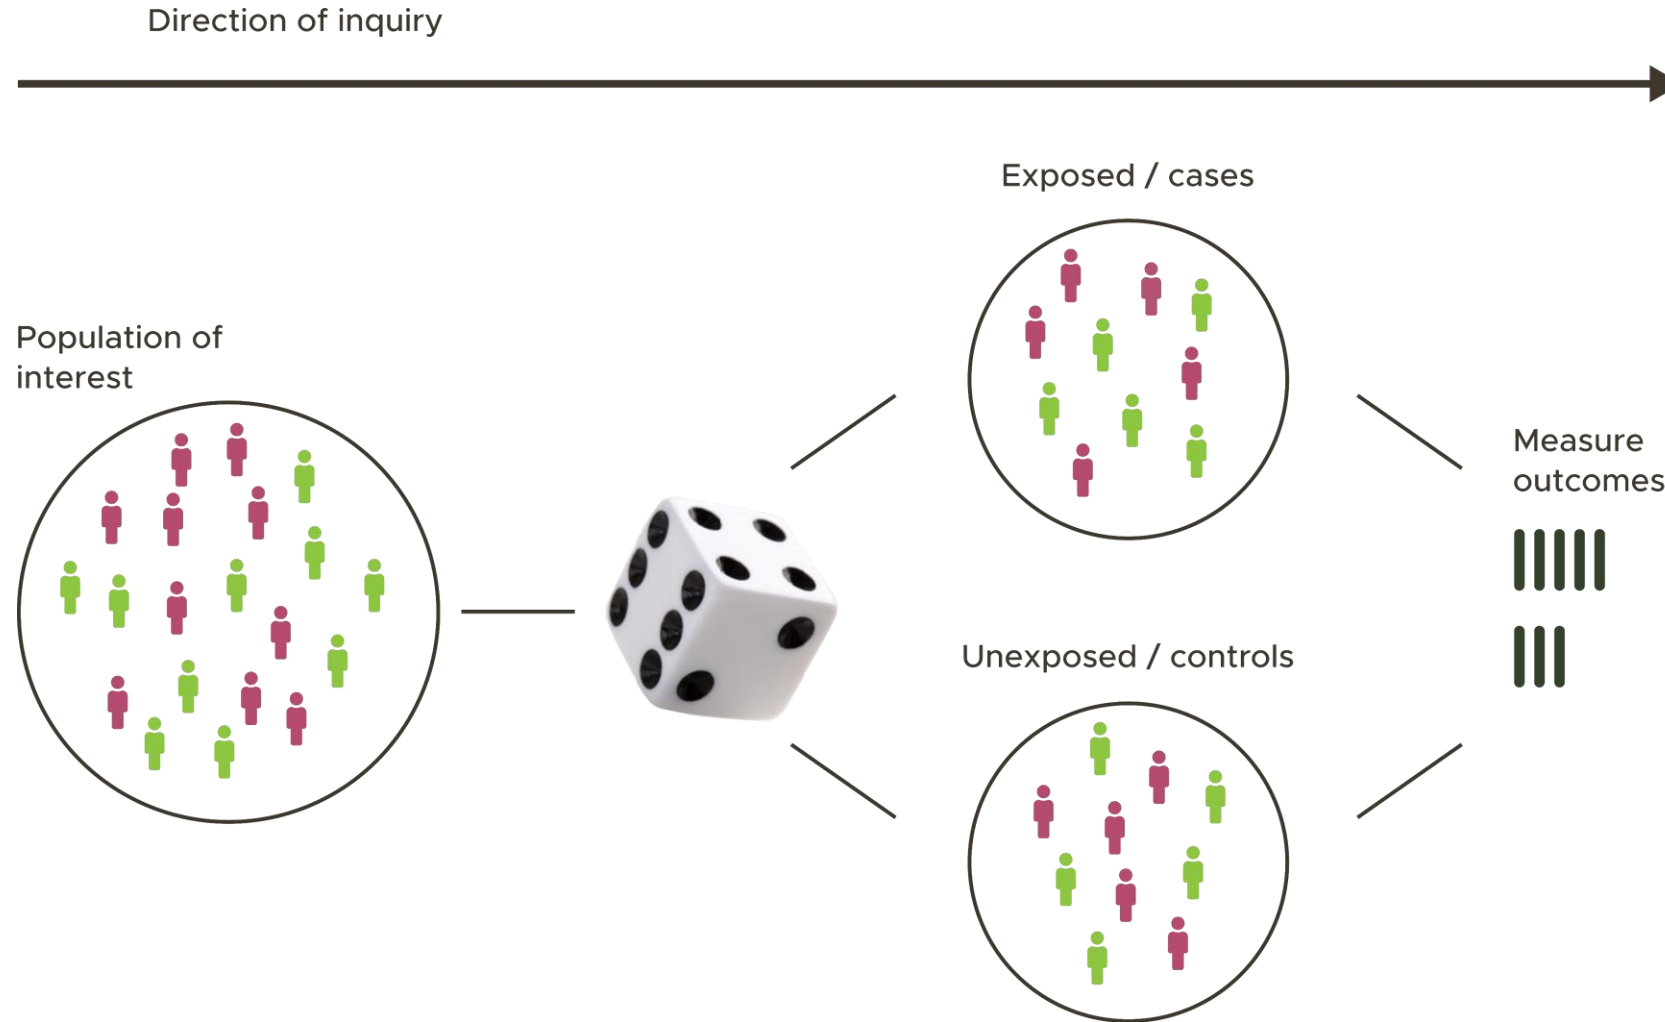 Direction of inquiry
Exposed / cases
Population of
interest
Measure
outcomes
Unexposed / controls